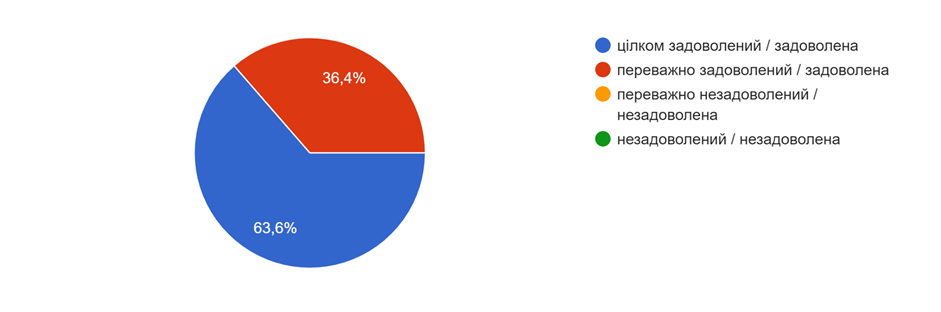 36,4%
63,6%
цілком задоволений / задоволена
переважно задоволений / задоволена
переважно незадоволений /
незадоволена
незадоволений / незадоволена